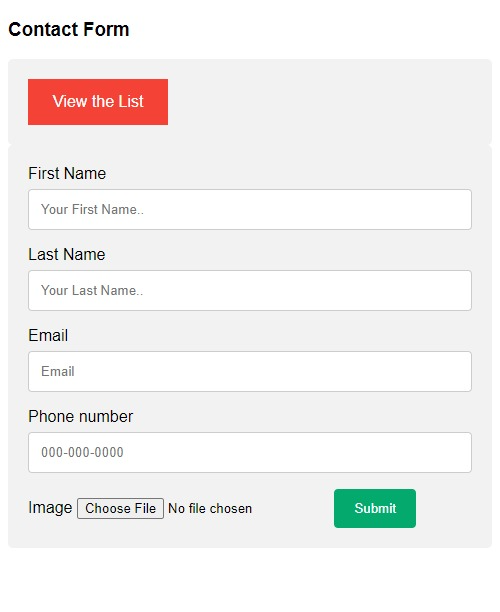 Contact Form
View the List
First Name
Your First Name..
Last Name
Your Last Name..
Email
Email
Phone number
000-000-0000
Image Choose File No file chosen Submit